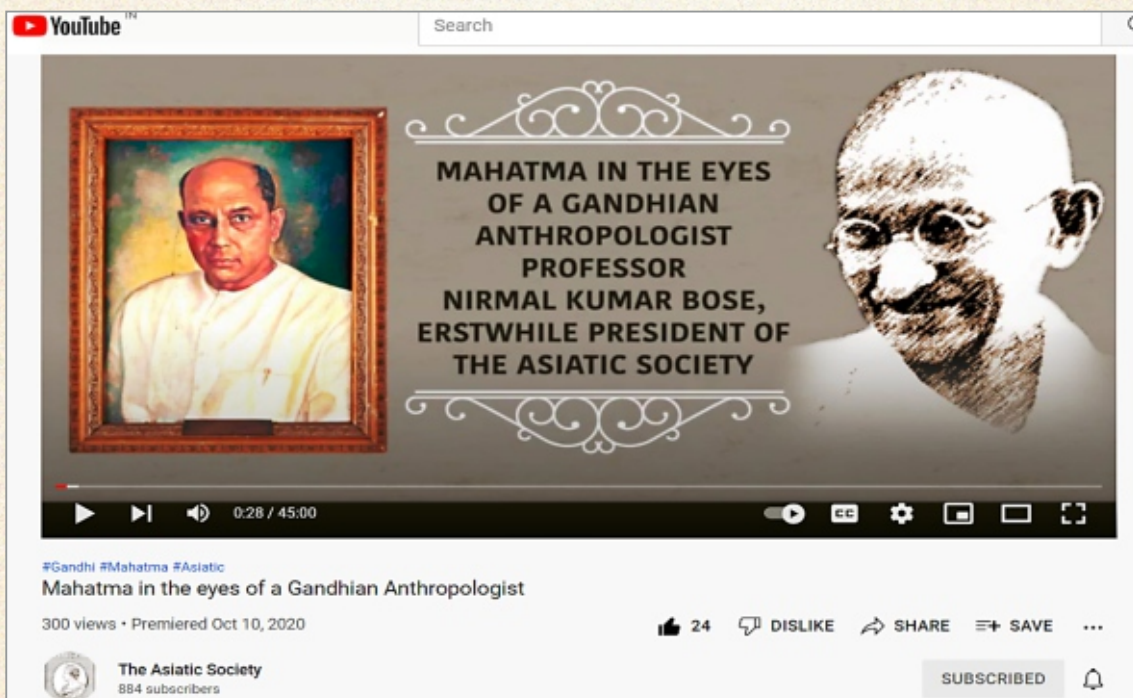 YouTube IN
Search
MAHATMA IN THE EYES
OF A GANDHIAN
ANTHROPOLOGIST
PROFESSOR
NIRMAL KUMAR BOSE,
ERSTWHILE PRESIDENT OF
THE ASIATIC SOCIETY
0:28 / 45:00
CC
#Gandhi #Mahatma #Asiatic
Mahatma in the eyes of a Gandhian Anthropologist
300 views • Premiered Oct 10, 2020
24 DISLIKE SHARE SAVE
The Asiatic Society
884 subscribers
SUBSCRIBED